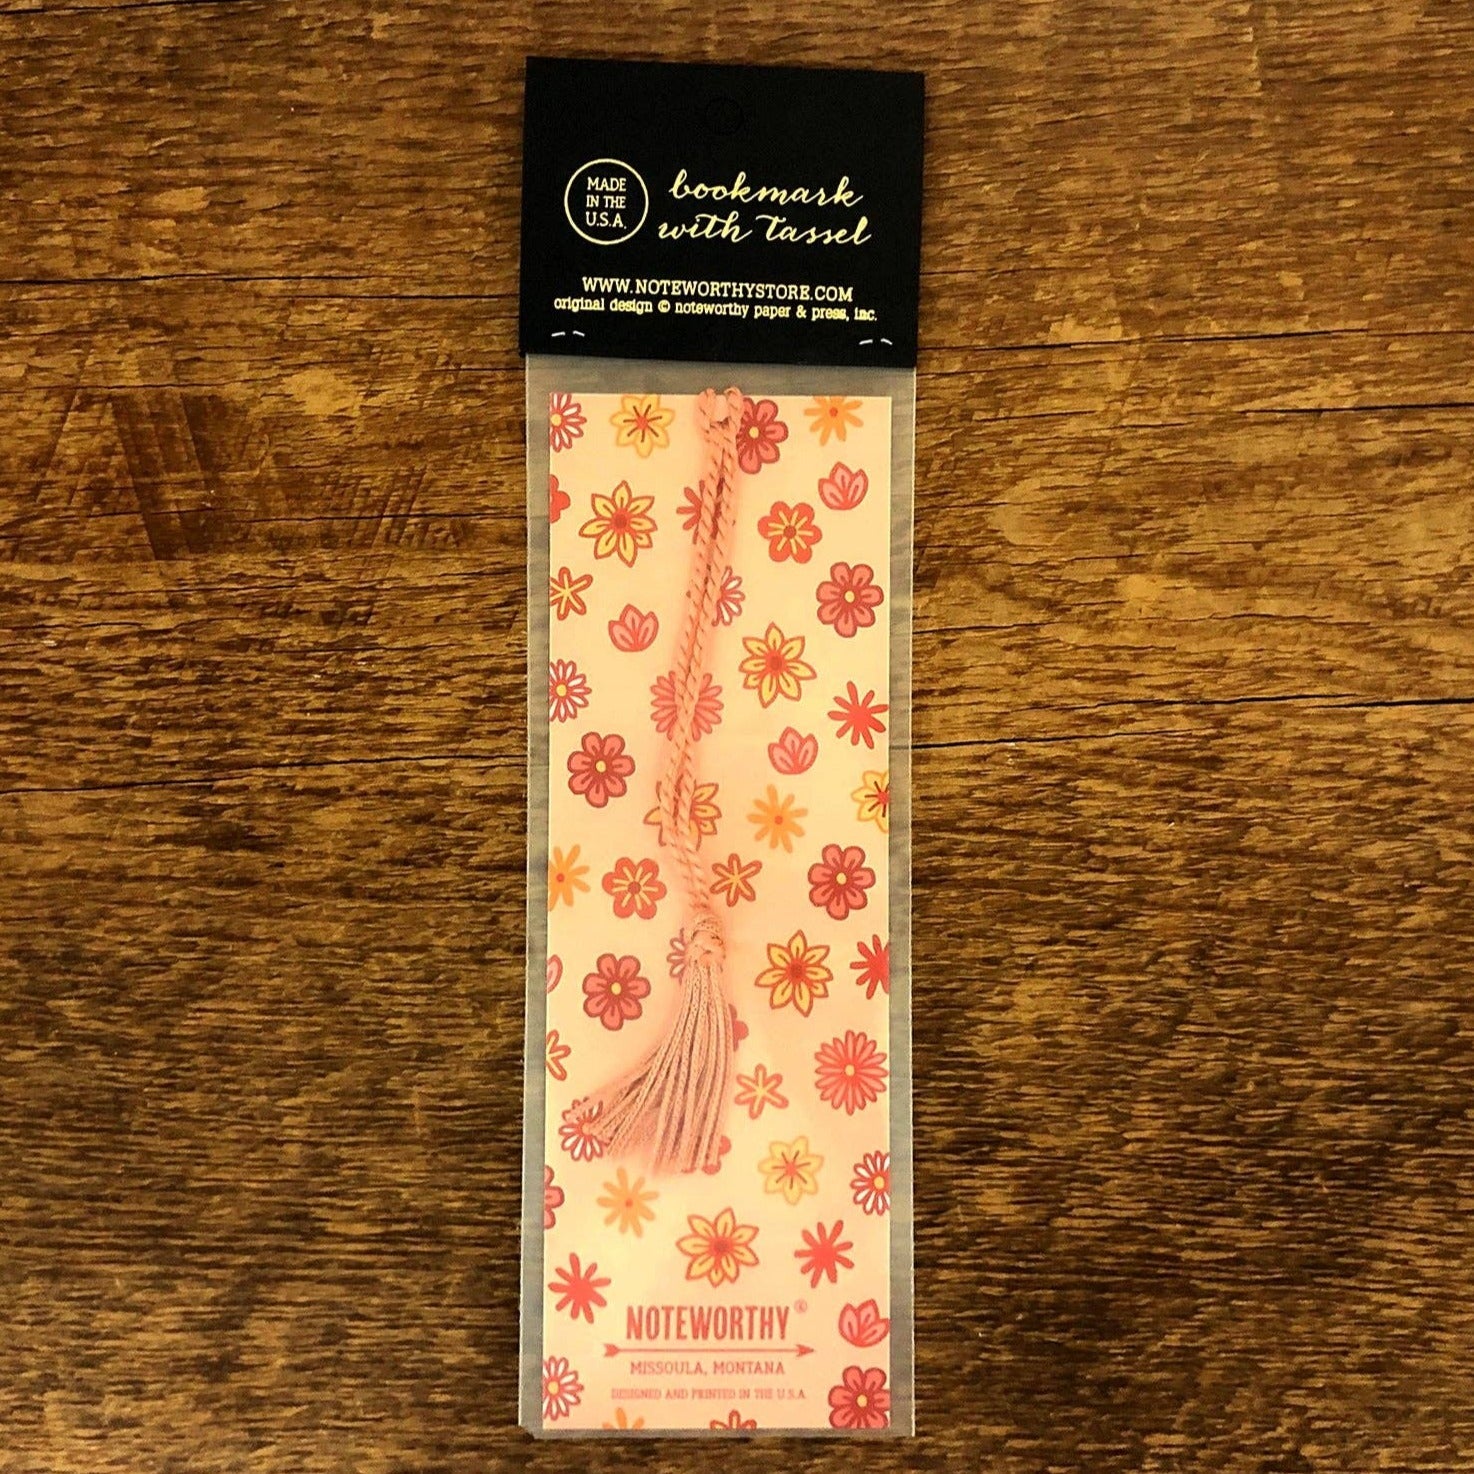 MADE
IN THE
U.S.A.
bookmark
with tassel
WWW.NOTEWORTHYSTORE.COM
original design © noteworthy paper & press, inc.
NOTEWORTHY®
MISSOULA, MONTANA
DESIGNED AND PRINTED IN THE U.S.A.